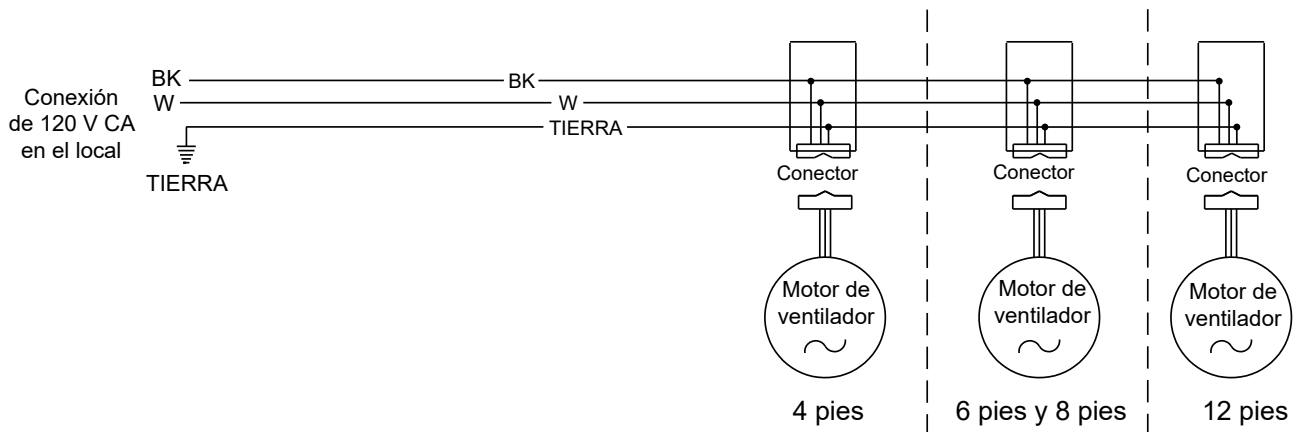 Conexión
de 120 V CA
en el local
BK
W
TIERRA
BK
W
TIERRA
Conector
Conector
Conector
Motor de
ventilador
Motor de
ventilador
Motor de
ventilador
4 pies
6 pies y 8 pies
12 pies